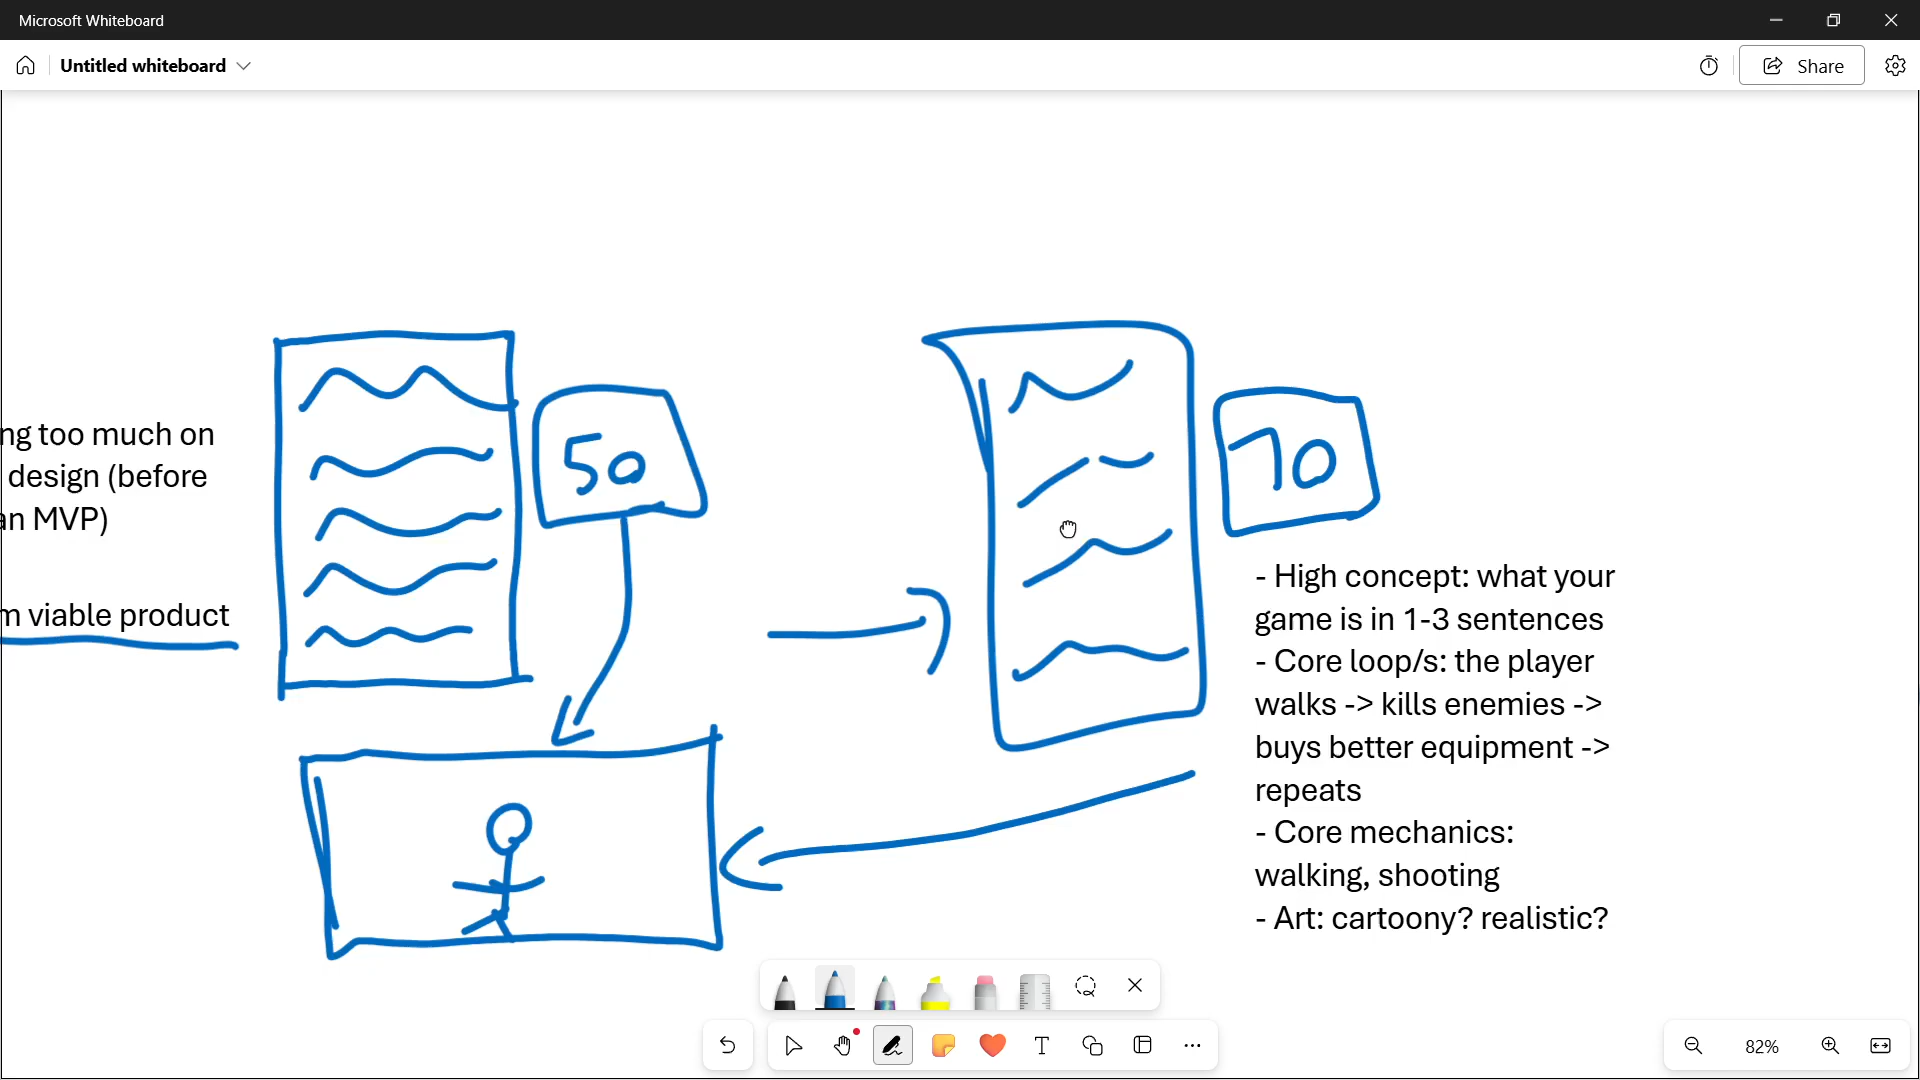 Microsoft Whiteboard
Untitled whiteboard
Share
ng too much on
design (before
an MVP)
m viable product
50
70
- High concept: what your
game is in 1-3 sentences
- Core loop/s: the player
walks -> kills enemies ->
buys better equipment ->
repeats
- Core mechanics:
walking, shooting
- Art: cartoony? realistic?
82%